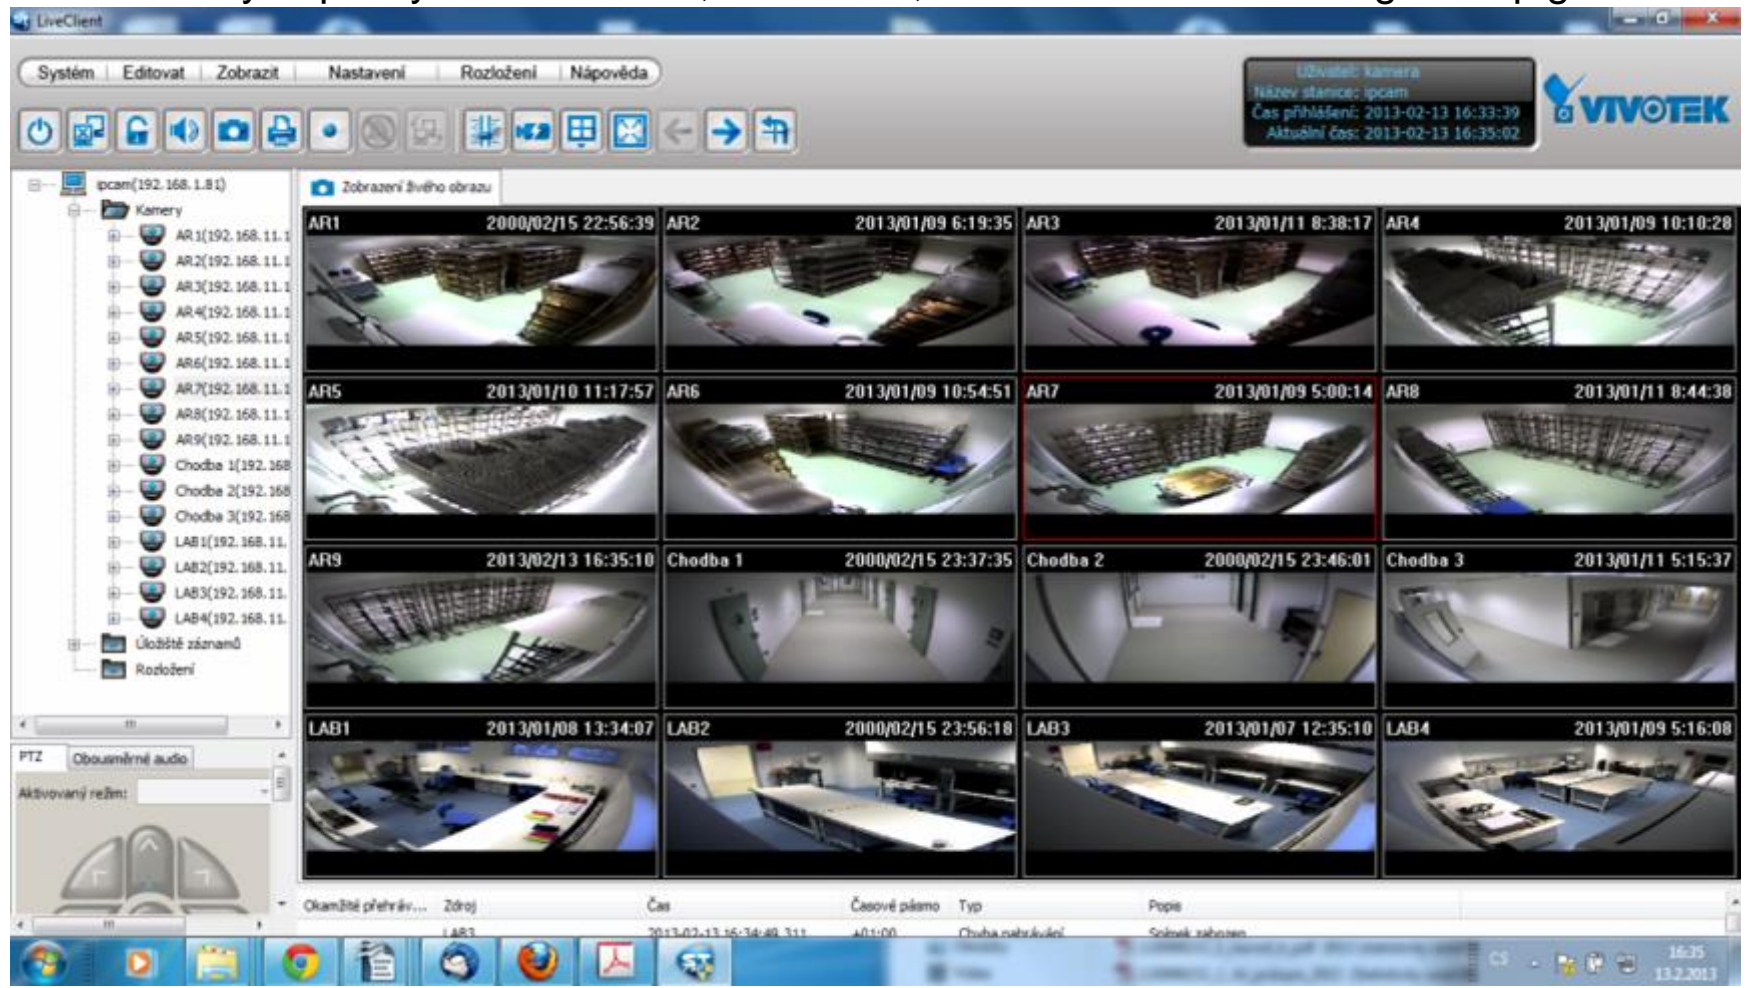 LiveClient
Systém Editovat Zobrazit Nastavení Rozložení Nápověda
Uživatel: kamera
Název stanice: ipcam
Čas přihlášení: 2013-02-13 16:33:39
Aktuální čas: 2013-02-13 16:35:02
VIVOTEK
ipcam(192.168.1.81)
Kamery
AR1(192.168.11.1
AR2(192.168.11.1
AR3(192.168.11.1
AR4(192.168.11.1
AR5(192.168.11.1
AR6(192.168.11.1
AR7(192.168.11.1
AR8(192.168.11.1
AR9(192.168.11.1
Chodba 1(192.168
Chodba 2(192.168
Chodba 3(192.168
LAB1(192.168.11.
LAB2(192.168.11.
LAB3(192.168.11.
LAB4(192.168.11.
Úložiště záznamů
Rozložení
PTZ Obousměrné audio
Aktivovaný režim:
Zobrazení živého obrazu
AR1 2000/02/15 22:56:39 AR2 2013/01/09 6:19:35 AR3 2013/01/11 8:38:17 AR4 2013/01/09 10:10:28
AR5 2013/01/10 11:17:57 AR6 2013/01/09 10:54:51 AR7 2013/01/09 5:00:14 AR8 2013/01/11 8:44:38
AR9 2013/02/13 16:35:10 Chodba 1 2000/02/15 23:37:35 Chodba 2 2000/02/15 23:46:01 Chodba 3 2013/01/11 5:15:37
LAB1 2013/01/08 13:34:07 LAB2 2000/02/15 23:56:18 LAB3 2013/01/07 12:35:10 LAB4 2013/01/09 5:16:08
Okamžité přehráv... Zdroj Čas Časové pásmo Typ Popis
LAB3 2013-02-13 16:34:49 311 +01:00 Chyba nahrávání
CS 16:35
13.2.2013